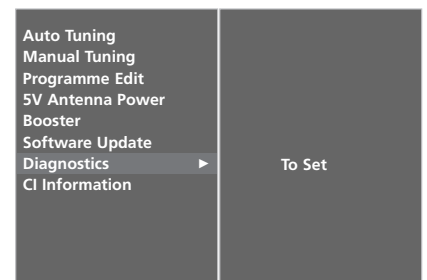 Auto Tuning
Manual Tuning
Programme Edit
5V Antenna Power
Booster
Software Update
Diagnostics ►
To Set
CI Information